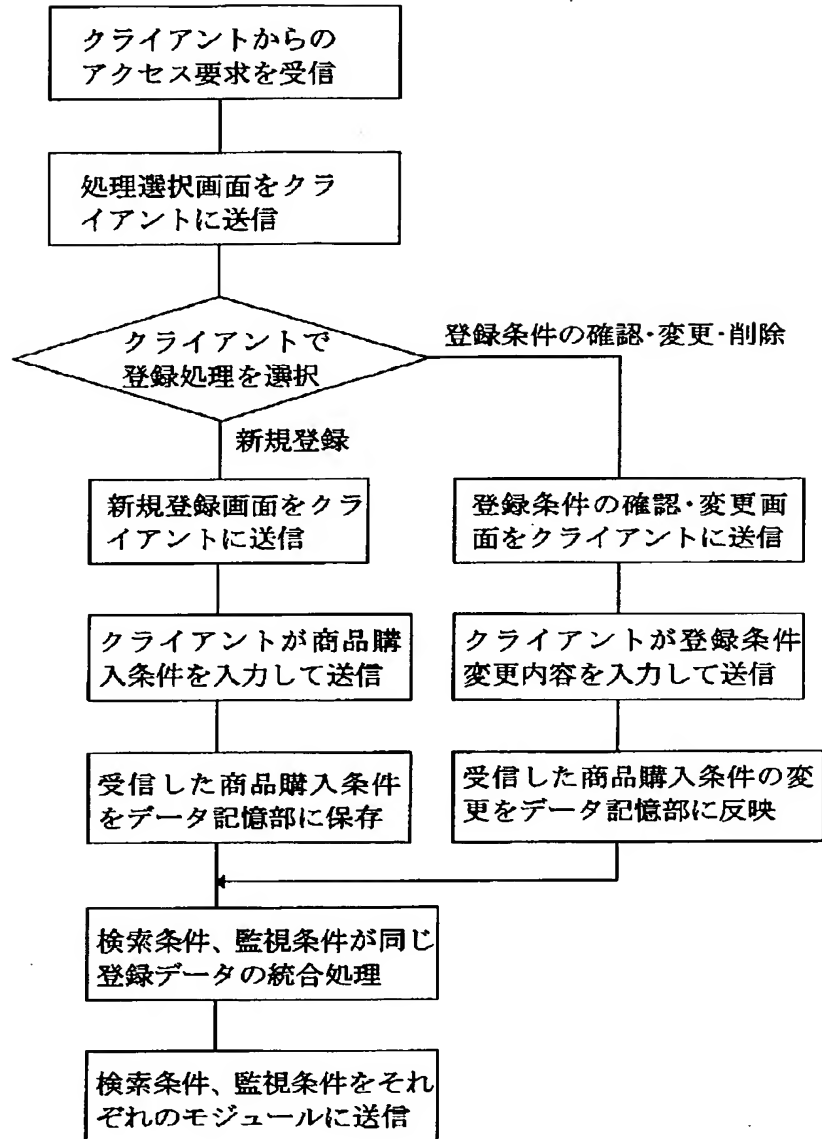 クライアントからの
アクセス要求を受信
処理選択画面をクラ
イアントに送信
クライアントで
登録処理を選択
登録条件の確認・変更・削除
新規登録
新規登録画面をクラ
イアントに送信
登録条件の確認・変更画
面をクライアントに送信
クライアントが商品購
入条件を入力して送信
クライアントが登録条件
変更内容を入力して送信
受信した商品購入条件
をデータ記憶部に保存
受信した商品購入条件の変
更をデータ記憶部に反映
検索条件、監視条件が同じ
登録データの統合処理
検索条件、監視条件をそれ
ぞれのモジュールに送信